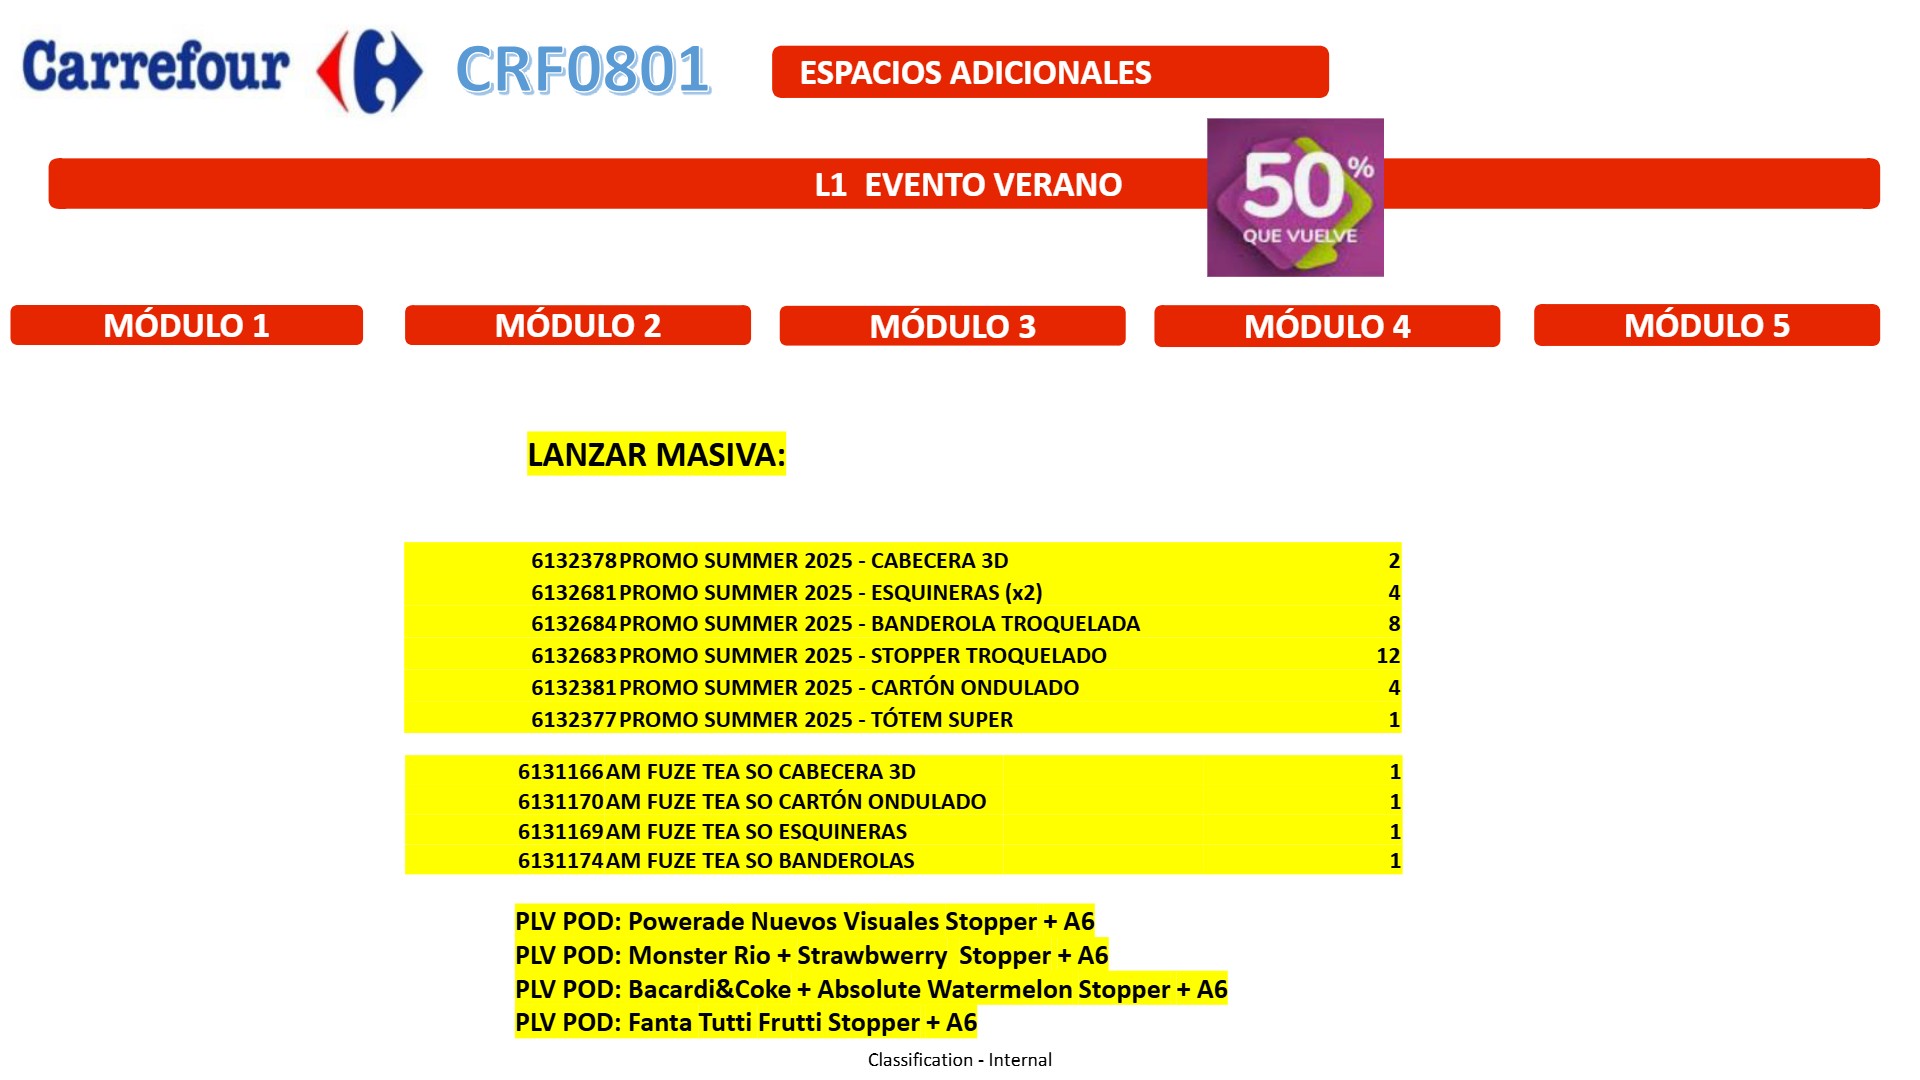 Carrefour CRF0801 ESPACIOS ADICIONALES
L1 EVENTO VERANO
50%
QUE VUELVE
MÓDULO 1 MÓDULO 2 MÓDULO 3 MÓDULO 4 MÓDULO 5
LANZAR MASIVA:
6132378 PROMO SUMMER 2025 - CABECERA 3D 2
6132681 PROMO SUMMER 2025 - ESQUINERAS (x2) 4
6132684 PROMO SUMMER 2025 - BANDEROLA TROQUELADA 8
6132683 PROMO SUMMER 2025 - STOPPER TROQUELADO 12
6132381 PROMO SUMMER 2025 - CARTÓN ONDULADO 4
6132377 PROMO SUMMER 2025 - TÓTEM SUPER 1
6131166 AM FUZE TEA SO CABECERA 3D 1
6131170 AM FUZE TEA SO CARTÓN ONDULADO 1
6131169 AM FUZE TEA SO ESQUINERAS 1
6131174 AM FUZE TEA SO BANDEROLAS 1
PLV POD: Powerade Nuevos Visuales Stopper + A6
PLV POD: Monster Rio + Strawbwerry Stopper + A6
PLV POD: Bacardi&Coke + Absolute Watermelon Stopper + A6
PLV POD: Fanta Tutti Frutti Stopper + A6
Classification - Internal